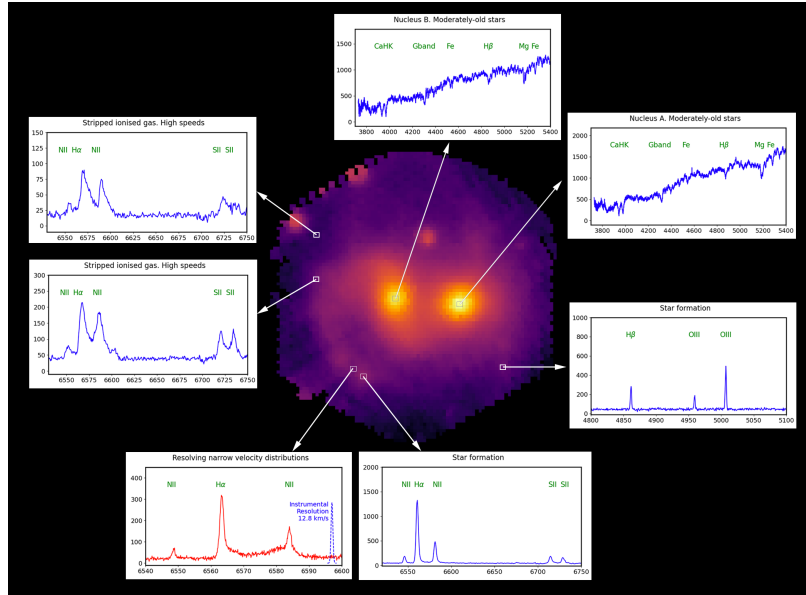 Nucleus B. Moderately-old stars
CaHK Gband Fe Hβ Mg Fe
1500
1000
500
0
3800 4000 4200 4400 4600 4800 5000 5200 5400
Nucleus A. Moderately-old stars
CaHK Gband Fe Hβ Mg Fe
2000
1500
1000
500
0
3800 4000 4200 4400 4600 4800 5000 5200 5400
Stripped ionised gas. High speeds
NII Hα NII SII SII
150
125
100
75
50
25
0
6550 6575 6600 6625 6650 6675 6700 6725 6750
Stripped ionised gas. High speeds
NII Hα NII SII SII
300
250
200
150
100
50
0
6550 6575 6600 6625 6650 6675 6700 6725 6750
Star formation
Hβ OIII OIII
1000
800
600
400
200
0
4800 4850 4900 4950 5000 5050 5100
Resolving narrow velocity distributions
NII Hα NII
Instrumental
Resolution
12.8 km/s
400
300
200
100
0
6540 6550 6560 6570 6580 6590 6600
Star formation
NII Hα NII SII SII
2000
1500
1000
500
0
6550 6600 6650 6700 6750